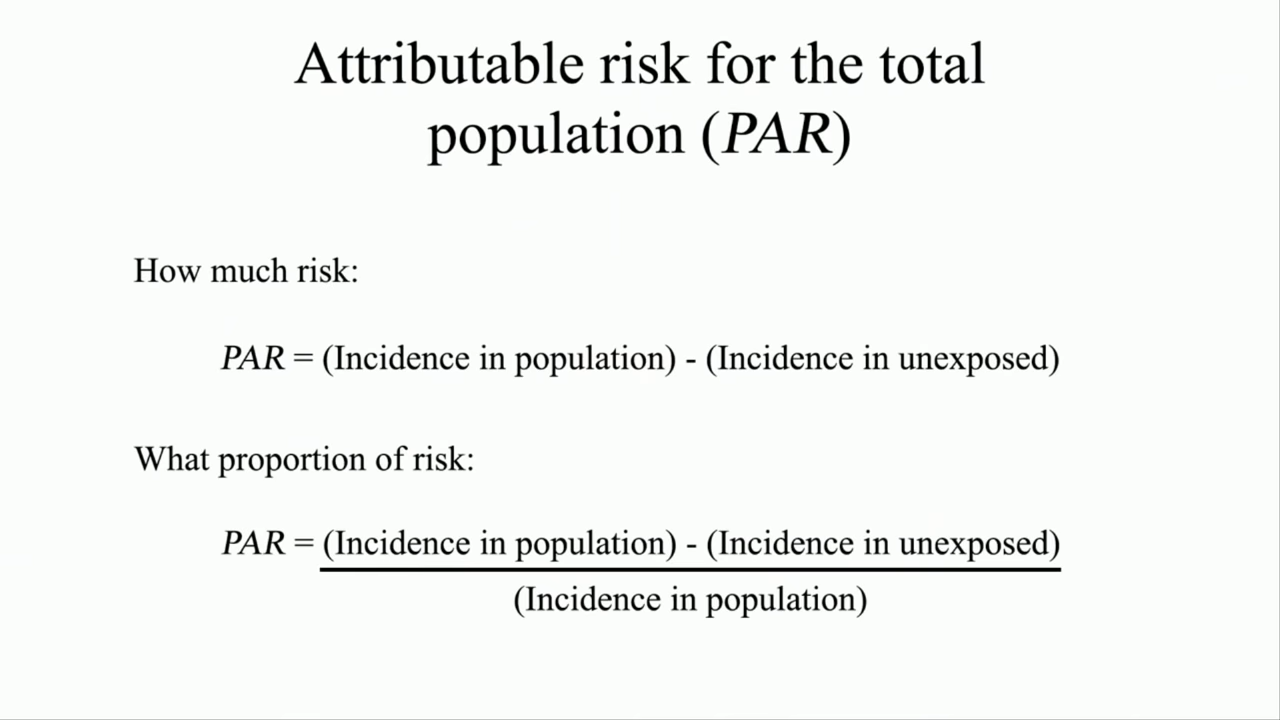 Attributable risk for the total
population (PAR)
How much risk:
PAR = (Incidence in population) - (Incidence in unexposed)
What proportion of risk:
PAR = (Incidence in population) - (Incidence in unexposed)
(Incidence in population)